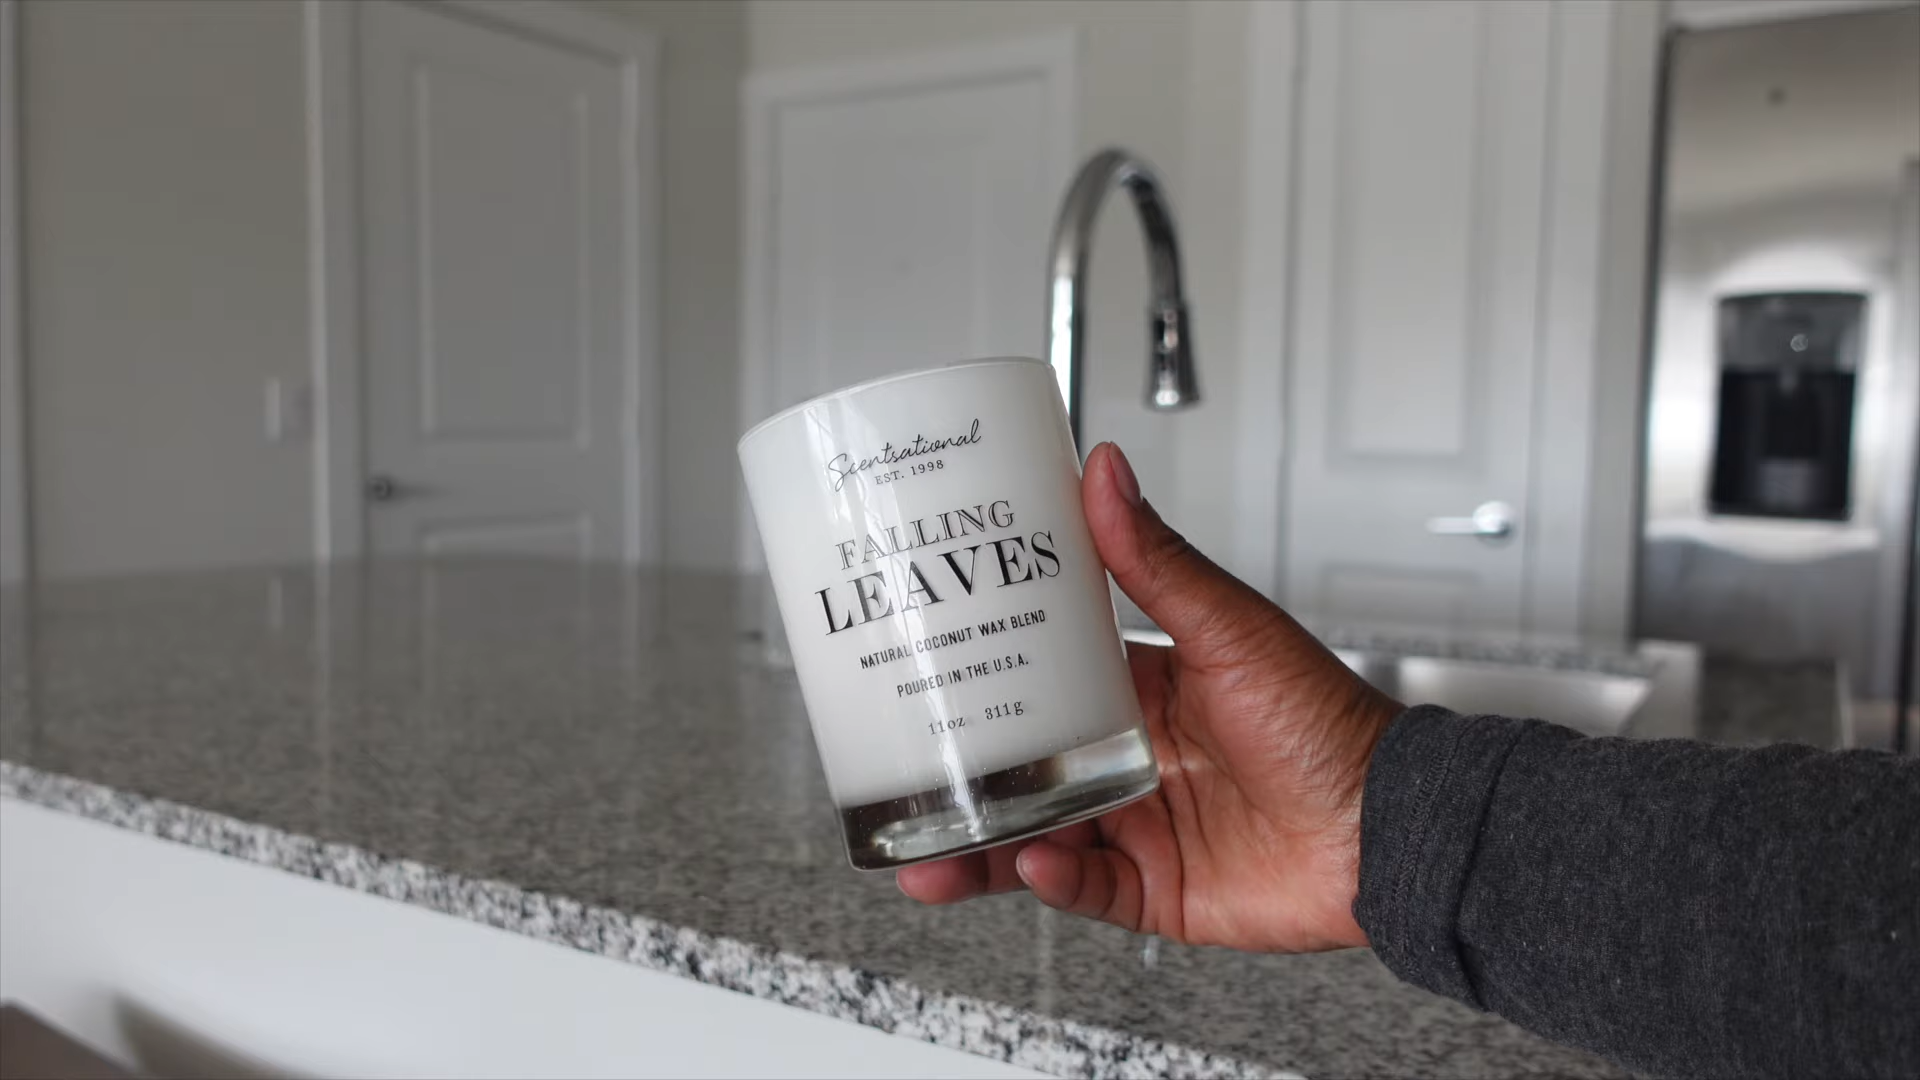 Scentsational
EST. 1998
FALLING
LEAVES
NATURAL COCONUT WAX BLEND
POURED IN THE U.S.A.
11oz 311g